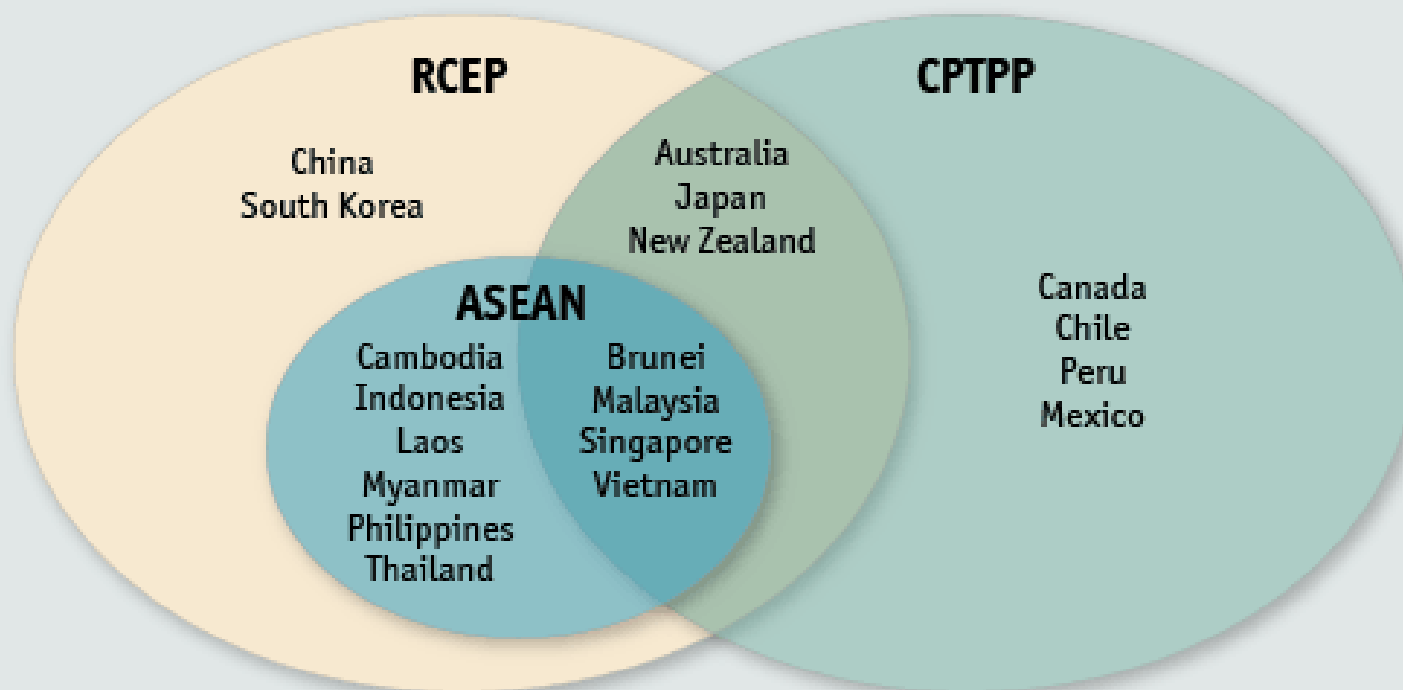 RCEP
CPTPP
China
South Korea
Australia
Japan
New Zealand
ASEAN
Cambodia
Indonesia
Laos
Myanmar
Philippines
Thailand
Brunei
Malaysia
Singapore
Vietnam
Canada
Chile
Peru
Mexico